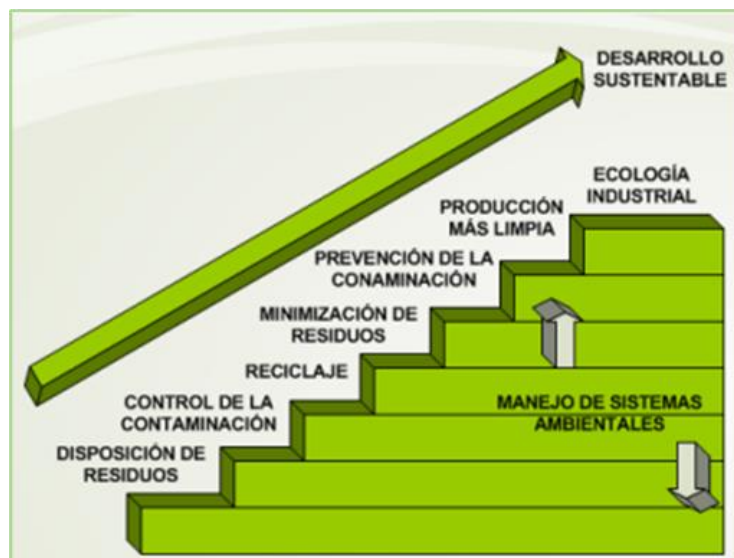 DESARROLLO
SUSTENTABLE
ECOLOGÍA
INDUSTRIAL
PRODUCCIÓN
MÁS LIMPIA
PREVENCIÓN DE LA
CONAMINACIÓN
MINIMIZACIÓN DE
RESIDUOS
RECICLAJE
CONTROL DE LA
CONTAMINACIÓN
MANEJO DE SISTEMAS
AMBIENTALES
DISPOSICIÓN DE
RESIDUOS